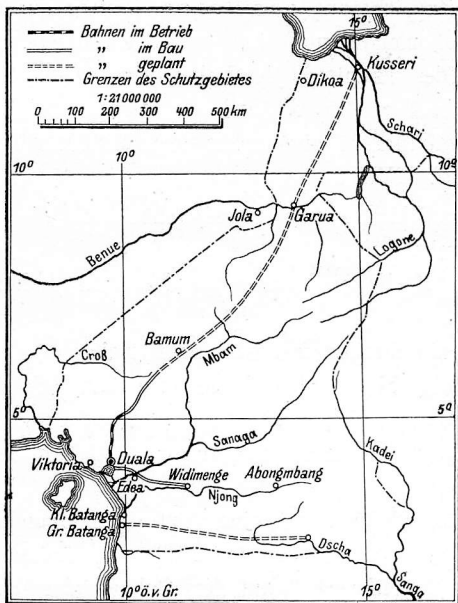 Bahnen im Betrieb
„ im Bau
„ geplant
Grenzen des Schutzgebietes
1:21 000 000
0 100 200 300 400 500 km
15°
Kusseri
Dikoa
Schari
10°
10°
10°
Jola
Garua
Benue
Logone
Bamum
Croß
Mbam
5°
5°
Sanaga
Kadei
Viktoria
Duala
Edea
Widimenge
Abongmbang
Njong
Kl. Batanga
Gr. Batanga
Dscha
Sanga
10° ö.v. Gr.
15°